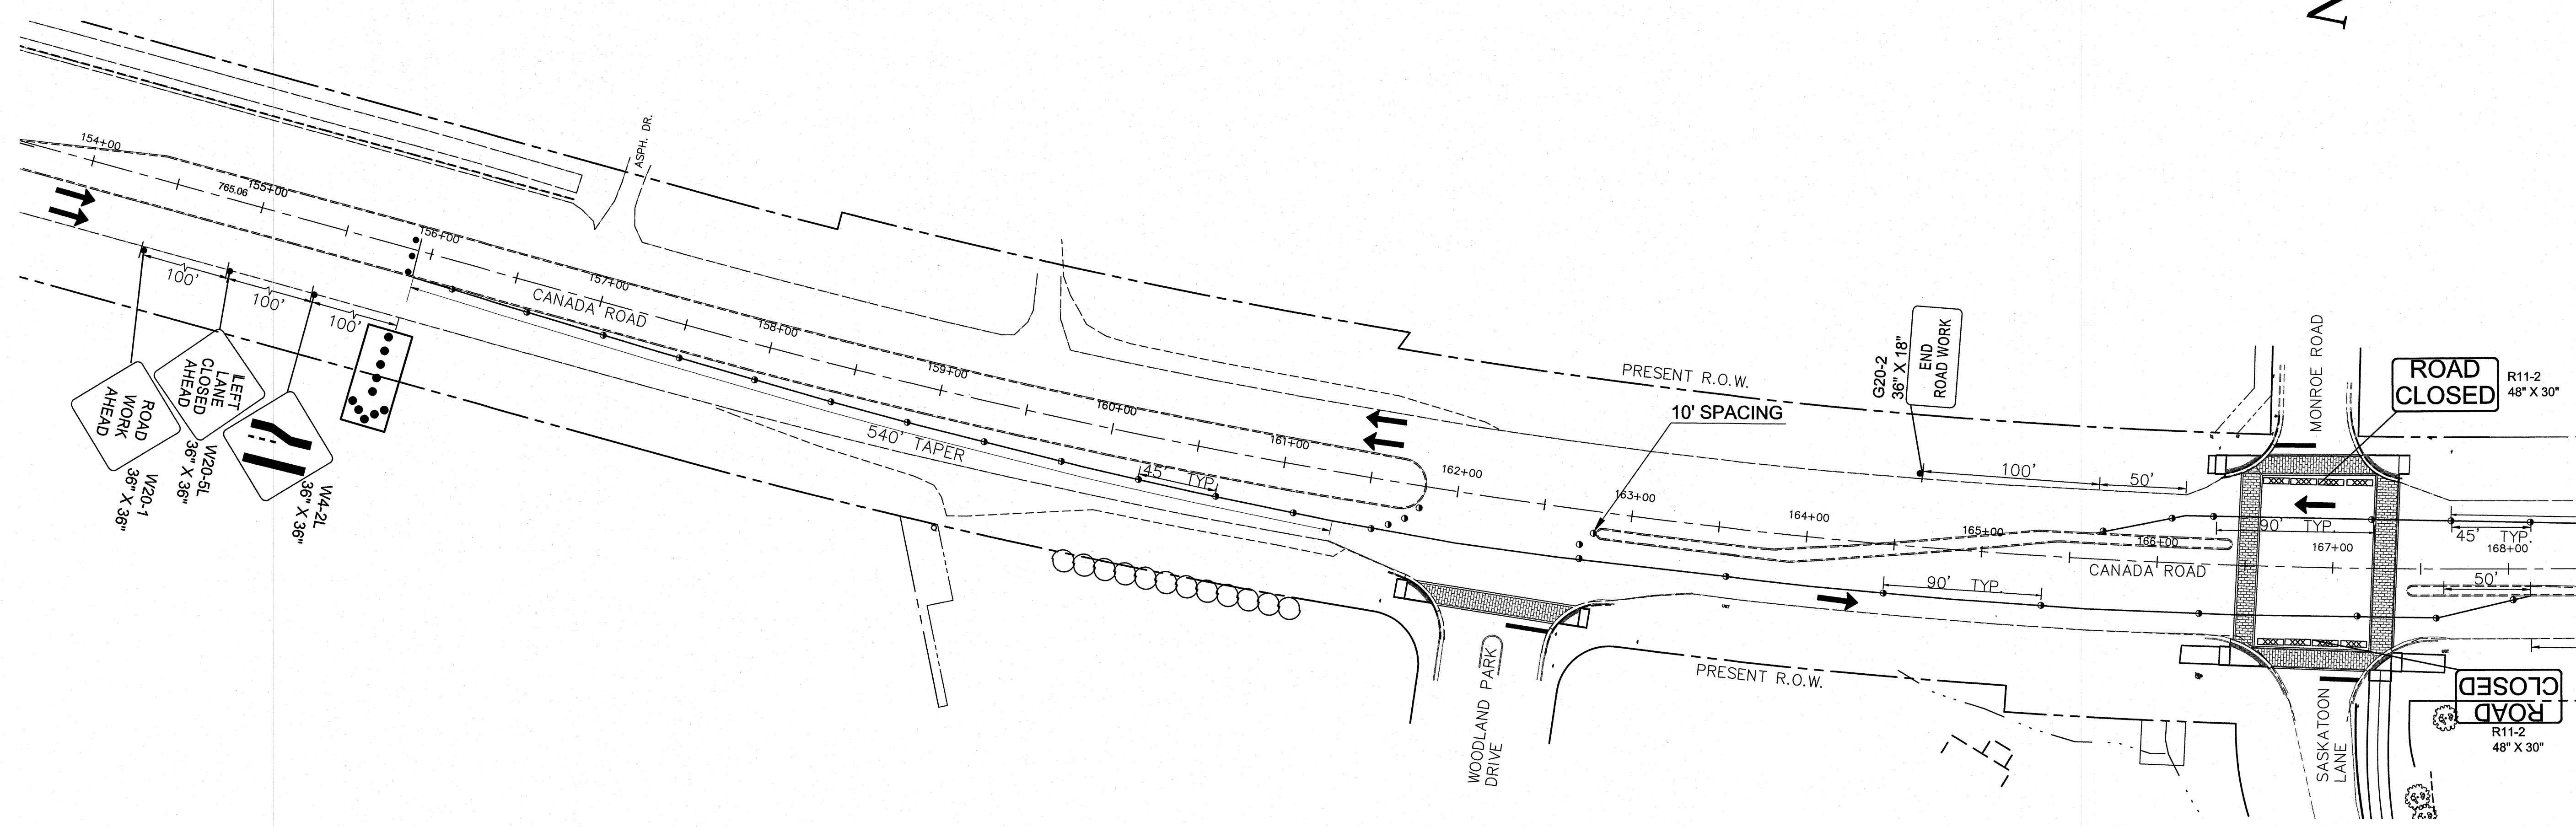 N
154+00
765.06
155+00
156+00
157+00
158+00
159+00
160+00
161+00
162+00
163+00
164+00
165+00
166+00
167+00
168+00
ASPH. DR.
CANADA ROAD
100'
100'
100'
ROAD
WORK
AHEAD
W20-1
36" X 36"
LEFT
LANE
CLOSED
AHEAD
W20-5L
36" X 36"
W4-2L
36" X 36"
540' TAPER
45' TYP.
PRESENT R.O.W.
10' SPACING
G20-2
36" X 18"
END
ROAD WORK
100'
50'
MONROE ROAD
ROAD
CLOSED
R11-2
48" X 30"
90' TYP.
45' TYP.
CANADA ROAD
50'
90' TYP.
WOODLAND PARK
DRIVE
PRESENT R.O.W.
SASKATOON
LANE
ROAD
CLOSED
R11-2
48" X 30"